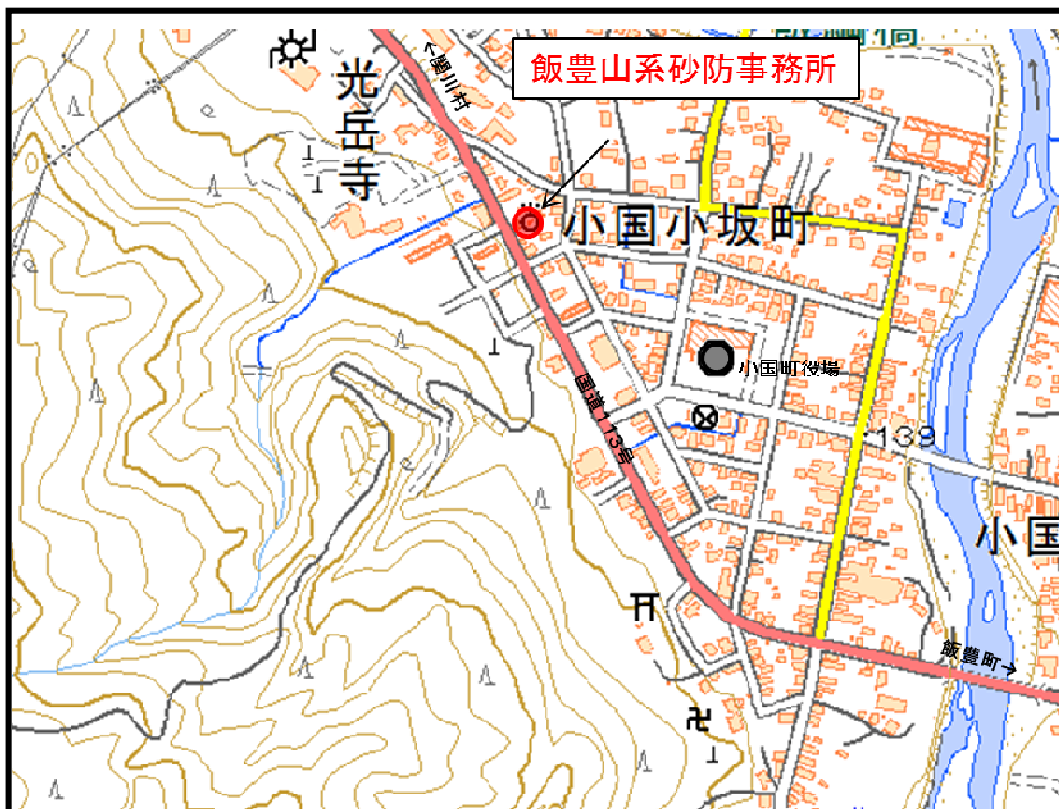 飯豊山系砂防事務所
←関川村
光岳寺
小国小坂町
小国町役場
国道113号
139
小国
飯豊町→